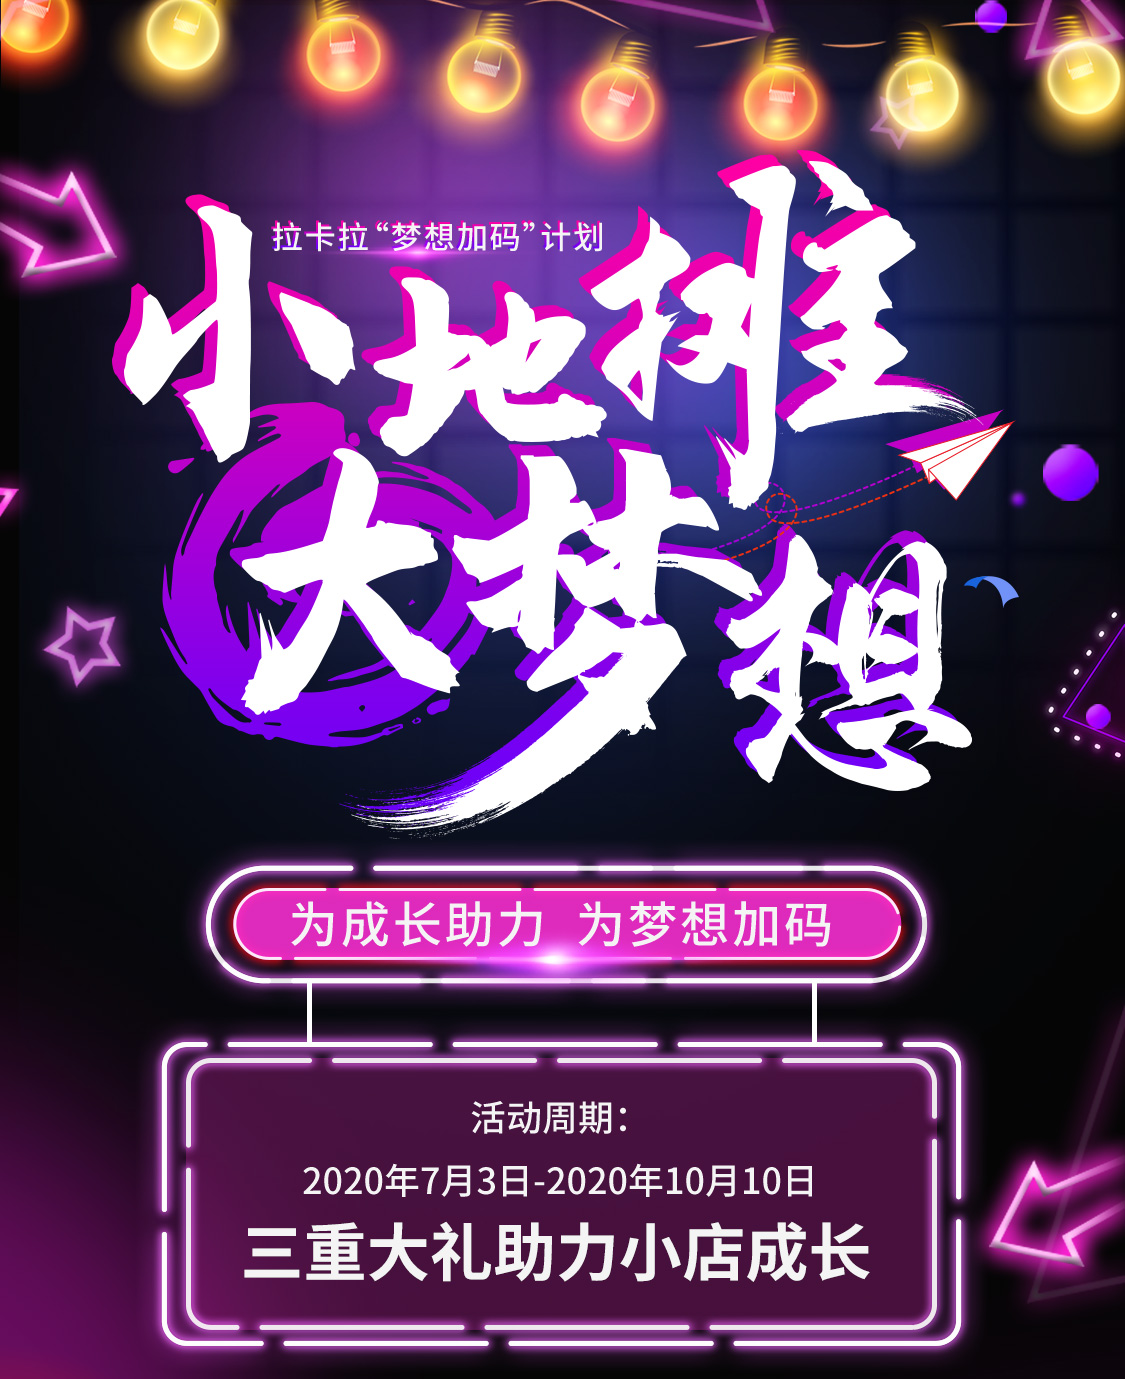 拉卡拉“梦想加码”计划
小地摊
大梦想
为成长助力 为梦想加码
活动周期：
2020年7月3日-2020年10月10日
三重大礼助力小店成长